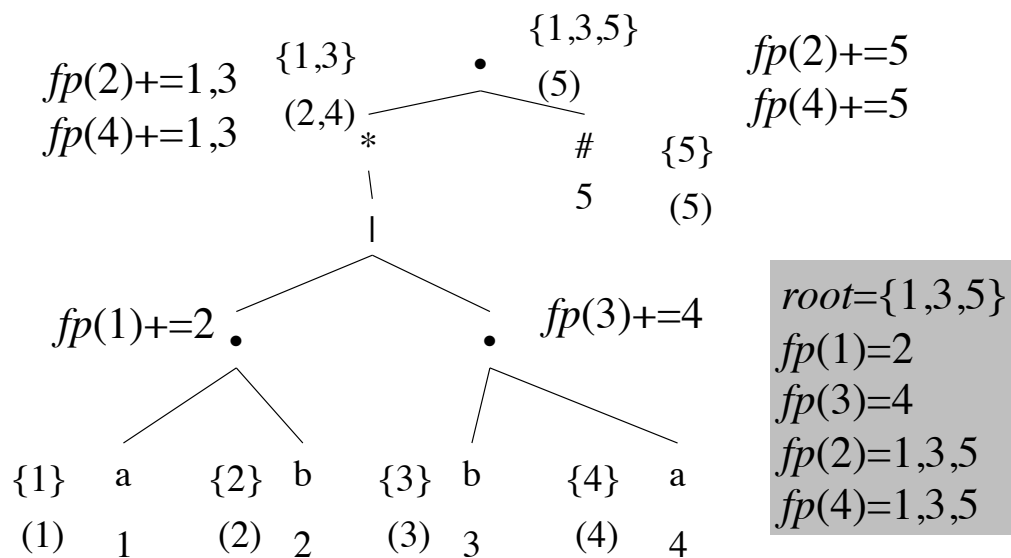 {1,3,5}
{1,3}
•
fp(2)+=5
fp(2)+=1,3
(5)
fp(4)+=5
(2,4)
fp(4)+=1,3
*
#
{5}
5
(5)
|
fp(1)+=2
•
•
fp(3)+=4
root={1,3,5}
fp(1)=2
fp(3)=4
fp(2)=1,3,5
fp(4)=1,3,5
{1} a {2} b {3} b {4} a
(1) 1 (2) 2 (3) 3 (4) 4